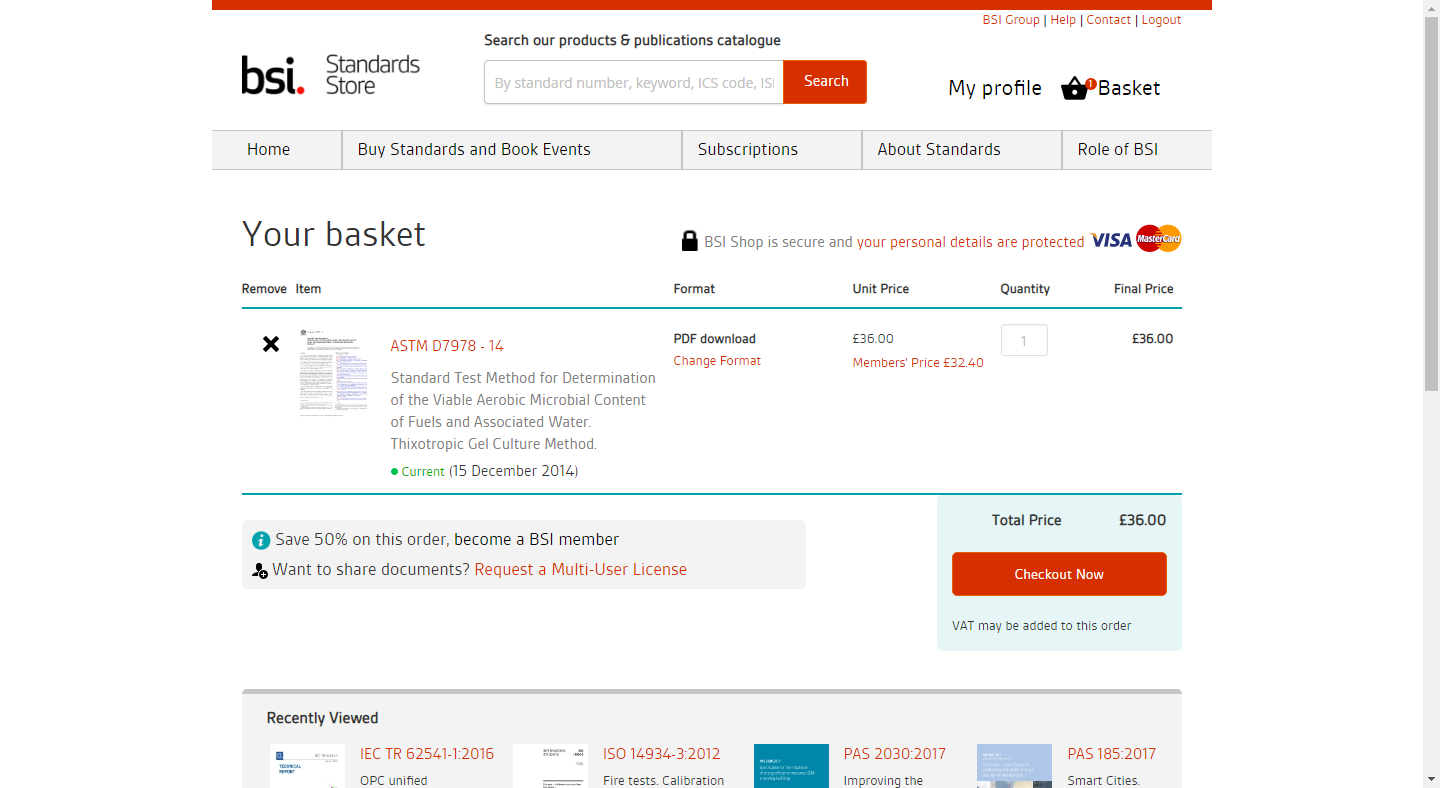 BSI Group | Help | Contact | Logout
bsi. Standards Store
Search our products & publications catalogue
By standard number, keyword, ICS code, ISI
Search
My profile
1
Basket
Home
Buy Standards and Book Events
Subscriptions
About Standards
Role of BSI
Your basket
BSI Shop is secure and your personal details are protected
VISA
MasterCard
Remove Item Format Unit Price Quantity Final Price
ASTM D7978 - 14
Standard Test Method for Determination
of the Viable Aerobic Microbial Content
of Fuels and Associated Water.
Thixotropic Gel Culture Method.
Current (15 December 2014)
PDF download
Change Format
£36.00
Members' Price £32.40
1
£36.00
Save 50% on this order, become a BSI member
Want to share documents? Request a Multi-User License
Total Price £36.00
Checkout Now
VAT may be added to this order
Recently Viewed
TECHNICAL
REPORT
IEC TR 62541-1:2016
OPC unified
ISO 14934-3:2012
Fire tests. Calibration
PAS 2030:2017
Improving the
PAS 185:2017
Smart Cities.